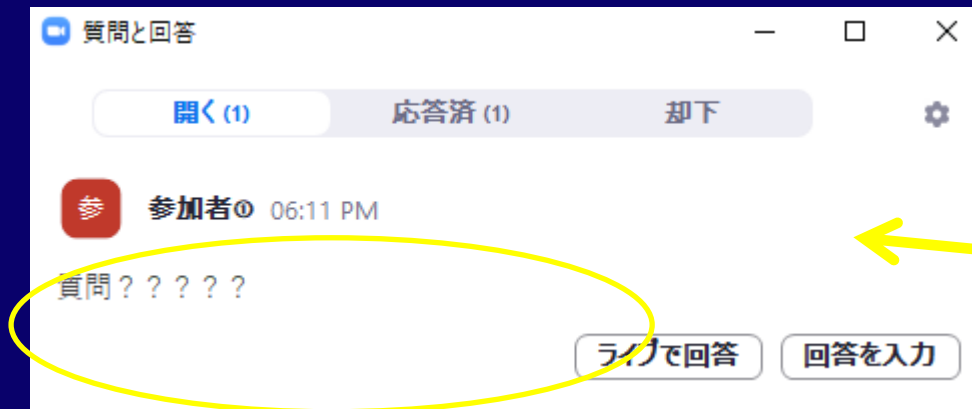 質問と回答
開く (1) 応答済 (1) 却下
参 参加者① 06:11 PM
質問？？？？？
ライブで回答 回答を入力